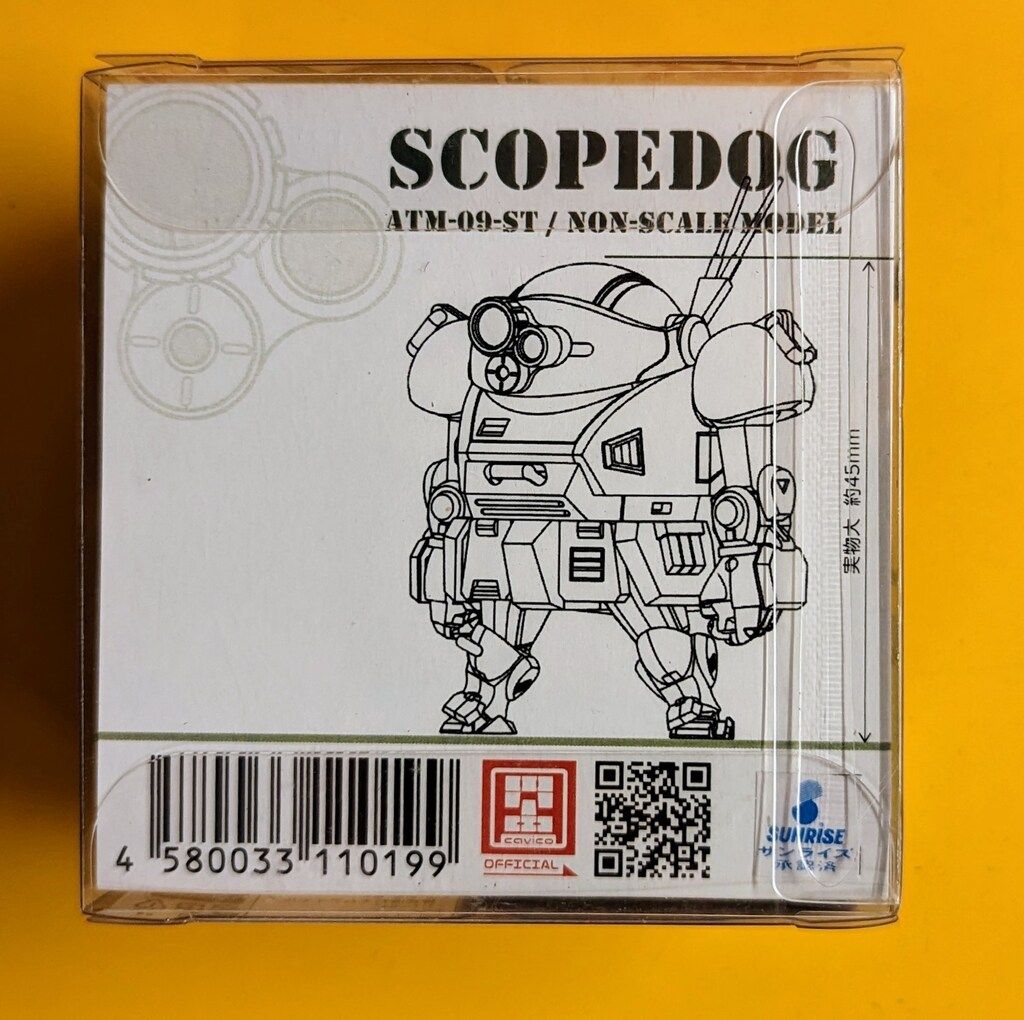 SCOPEDOG
ATM-09-ST / NON-SCALE MODEL
実物大 約45mm
4 580033 110199
cavico
OFFICIAL
SUNRISE
サンライズ
承認済